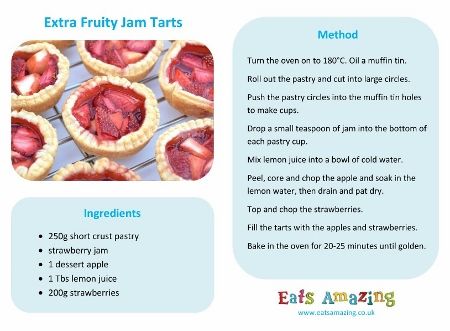 Extra Fruity Jam Tarts
Ingredients
• 250g short crust pastry
• strawberry jam
• 1 dessert apple
• 1 Tbs lemon juice
• 200g strawberries
Method
Turn the oven on to 180°C. Oil a muffin tin.
Roll out the pastry and cut into large circles.
Push the pastry circles into the muffin tin holes
to make cups.
Drop a small teaspoon of jam into the bottom of
each pastry cup.
Mix lemon juice into a bowl of cold water.
Peel, core and chop the apple and soak in the
lemon water, then drain and pat dry.
Top and chop the strawberries.
Fill the tarts with the apples and strawberries.
Bake in the oven for 20-25 minutes until golden.
Eats Amazing
www.eatsamazing.co.uk